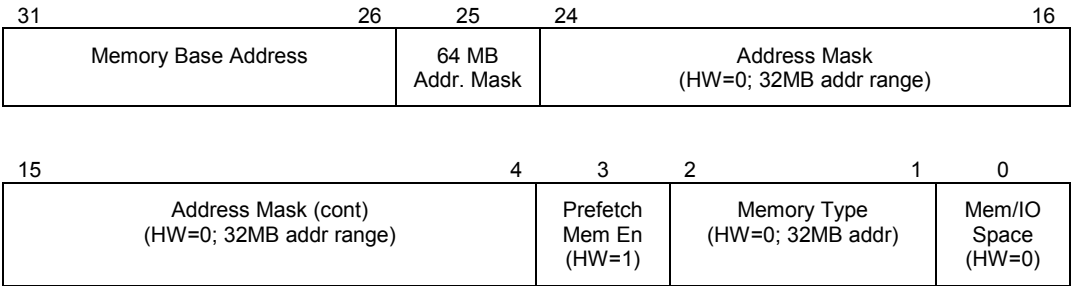 31 26 25 24 16
Memory Base Address 64 MB Address Mask
Addr. Mask (HW=0; 32MB addr range)
15 4 3 2 1 0
Address Mask (cont) Prefetch Memory Type Mem/IO
(HW=0; 32MB addr range) Mem En (HW=0; 32MB addr) Space
(HW=1) (HW=0)